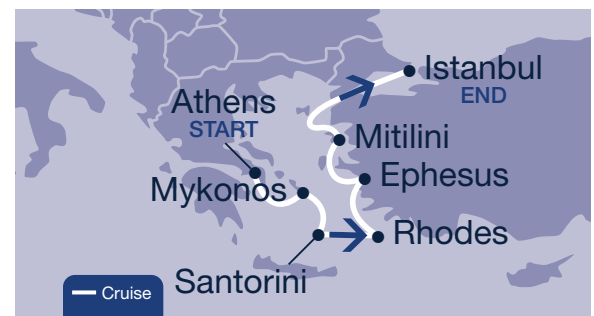 Istanbul
END
Athens
START
Mitilini
Ephesus
Mykonos
Rhodes
Santorini
Cruise